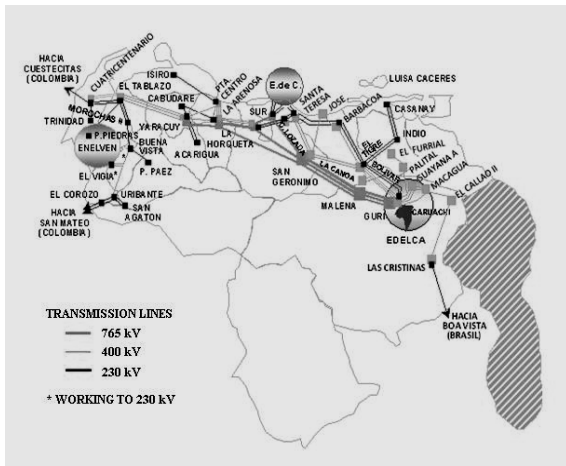 HACIA
CUESTECITAS
(COLOMBIA)
CUATRICENTENARIO
EL TABLAZO
ISIRO
PTA.
CENTRO
LA ARENOSA
CABUDARE
E.de C.
SUR
SANTA
TERESA
JOSE
BARBACOA
LUISA CACERES
CASANAY
INDIO
MOROCHAS
TRINIDAD
P.PIEDRAS
ENELVEN
YARACUY
BUENA
VISTA
ACARIGUA
LA
HORQUETA
O.LOZADA
EL
TIGRE
EL FURRIAL
PALITAL
GUAYANA A
MACAGUA
EL CALLAO II
BOLIVAR
LA CANOA
SAN
GERONIMO
MALENA
GURI
CARUACHI
EDELCA
P. PAEZ
EL VIGIA*
EL COROZO
URIBANTE
SAN
AGATON
HACIA
SAN MATEO
(COLOMBIA)
LAS CRISTINAS
HACIA
BOA VISTA
(BRASIL)
TRANSMISSION LINES
765 kV
400 kV
230 kV
* WORKING TO 230 kV